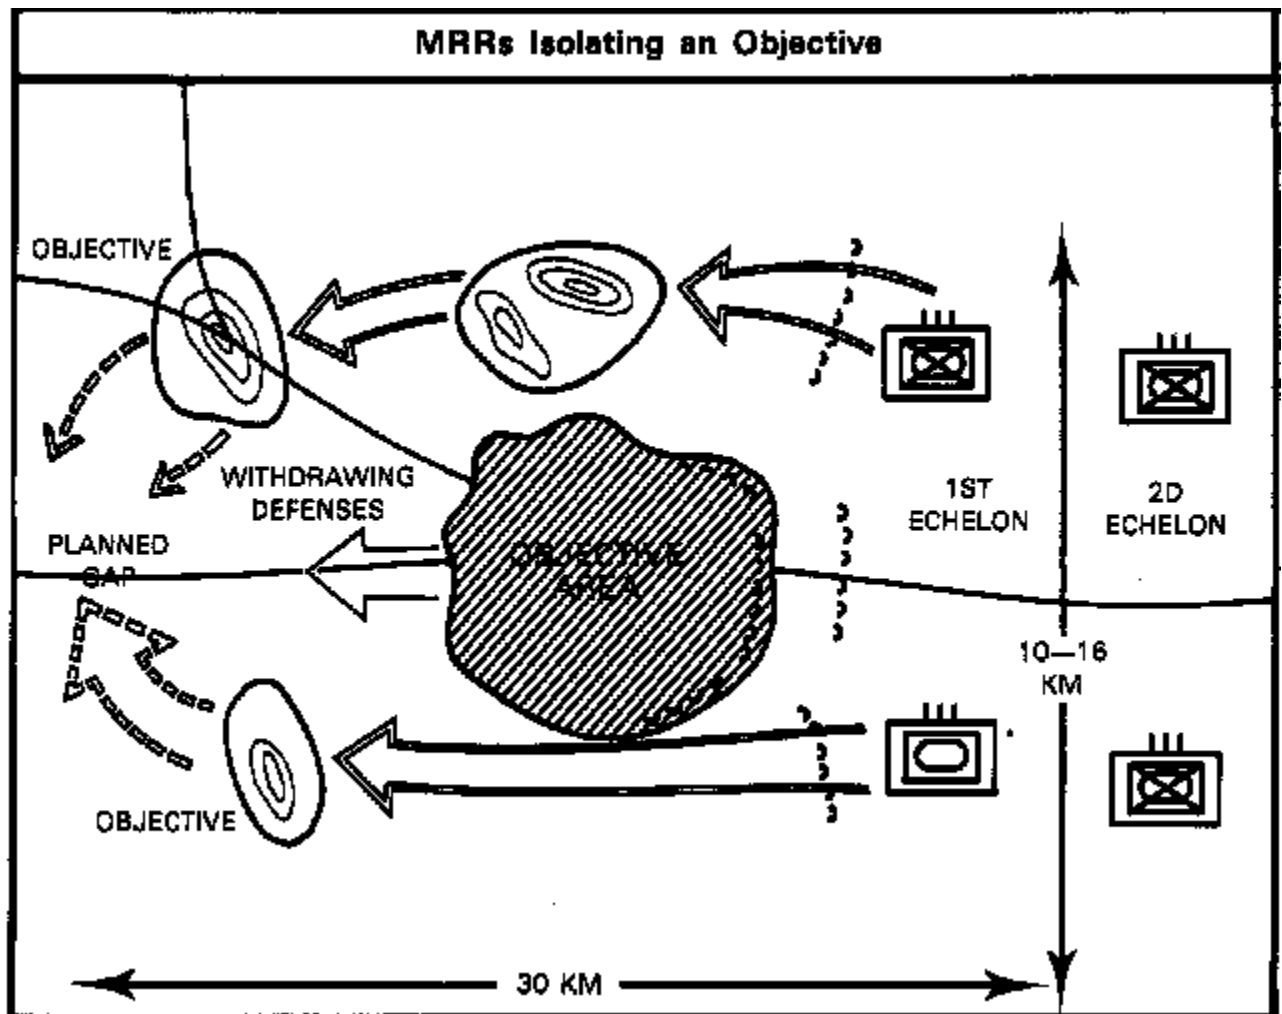 MRRs Isolating an Objective
OBJECTIVE
WITHDRAWING
DEFENSES
PLANNED
GAP
OBJECTIVE
AREA
1ST
ECHELON
2D
ECHELON
10—16
KM
OBJECTIVE
30 KM